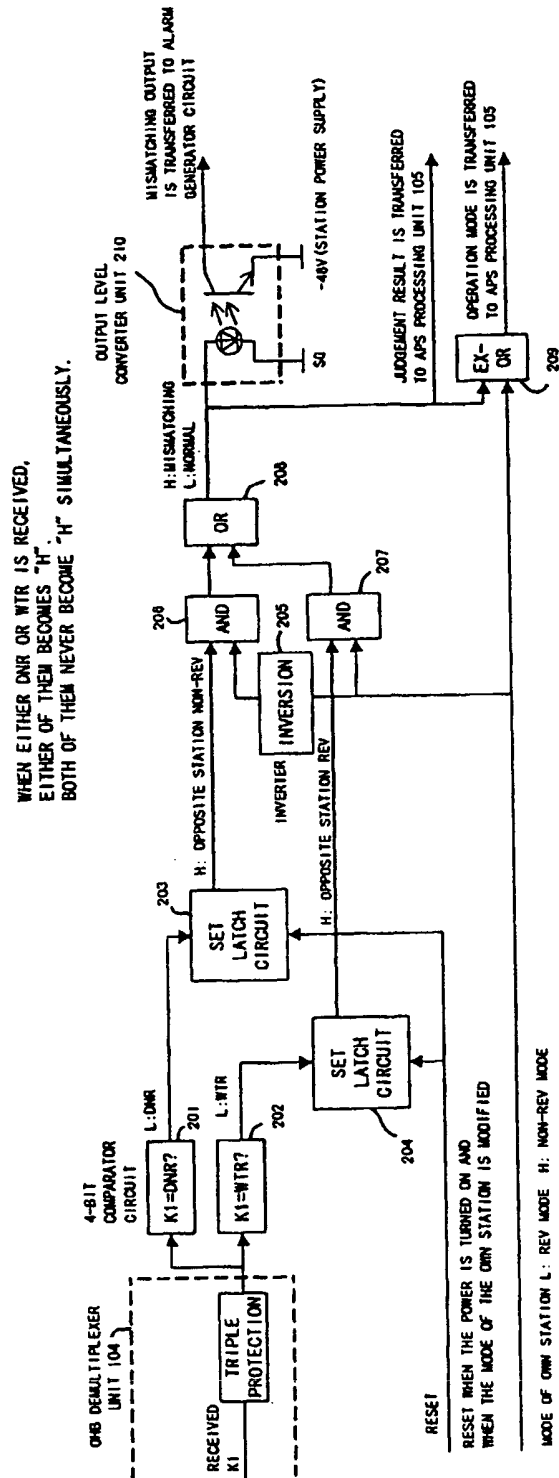 WHEN EITHER DNR OR WTR IS RECEIVED,
EITHER OF THEM BECOMES "H".
BOTH OF THEM NEVER BECOME "H" SIMULTANEOUSLY.
OHB DEMULTIPLEXER
UNIT 104
RECEIVED
K1
TRIPLE
PROTECTION
4-BIT
COMPARATOR
CIRCUIT
K1=DNR?
201
L:DNR
K1=WTR?
202
L:WTR
203
SET
LATCH
CIRCUIT
SET
LATCH
CIRCUIT
204
H: OPPOSITE STATION NON-REV
H: OPPOSITE STATION REV
INVERTER
205
INVERSION
206
AND
AND
207
OR
208
H:MISMATCHING
L:NORMAL
OUTPUT LEVEL
CONVERTER UNIT 210
SG
-48V(STATION POWER SUPPLY)
MISMATCHING OUTPUT
IS TRANSFERRED TO ALARM
GENERATOR CIRCUIT
JUDGEMENT RESULT IS TRANSFERRED
TO APS PROCESSING UNIT 105
EX-
OR
209
OPERATION MODE IS TRANSFERRED
TO APS PROCESSING UNIT 105
RESET
RESET WHEN THE POWER IS TURNED ON AND
WHEN THE MODE OF THE OWN STATION IS MODIFIED
MODE OF OWN STATION L: REV MODE H: NON-REV MODE